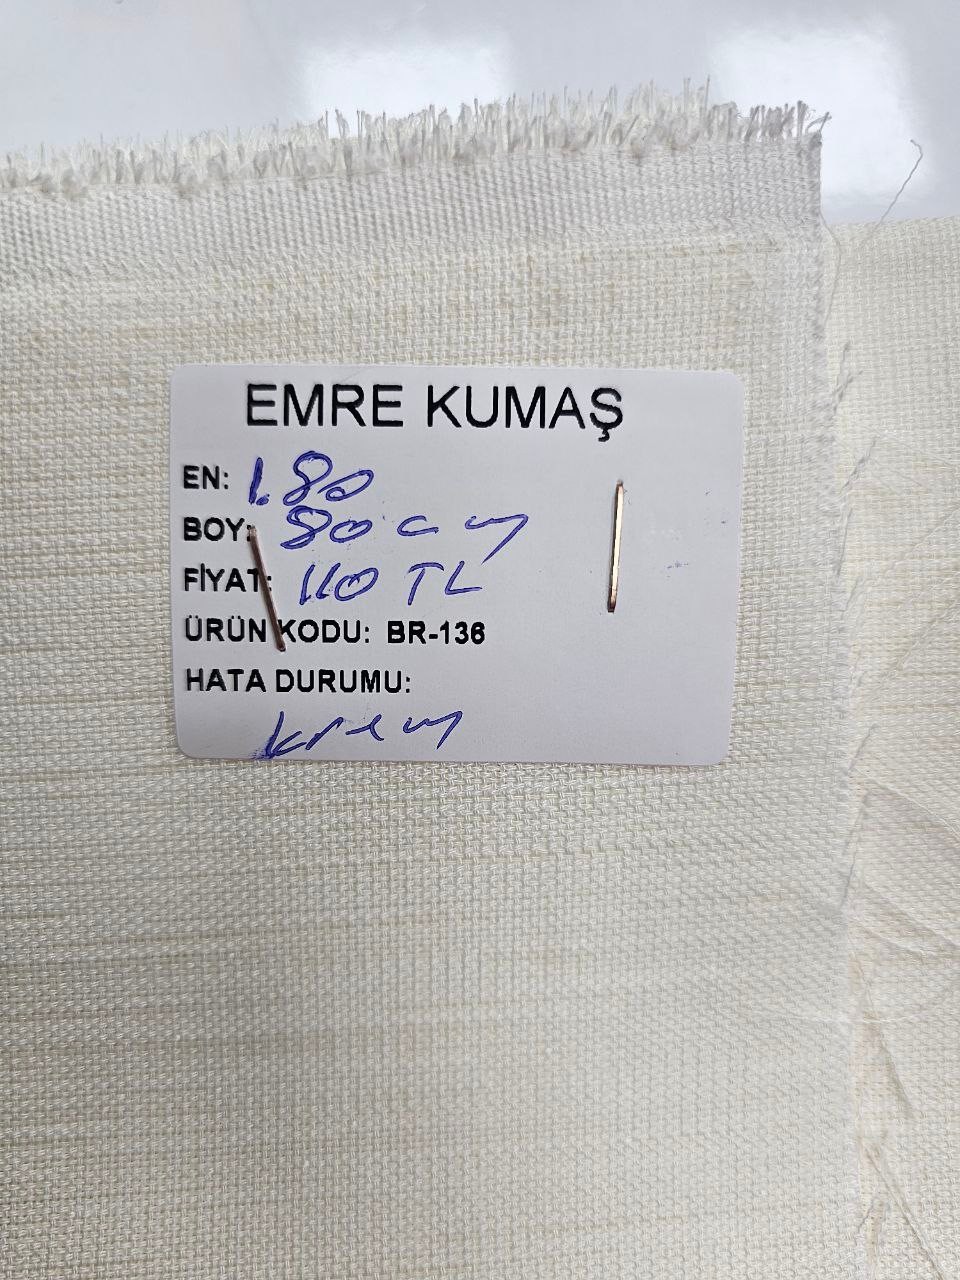 EMRE KUMAŞ
EN: 1.80
BOY: 80 cm
FİYAT: 110 TL
ÜRÜN KODU: BR-136
HATA DURUMU:
krem